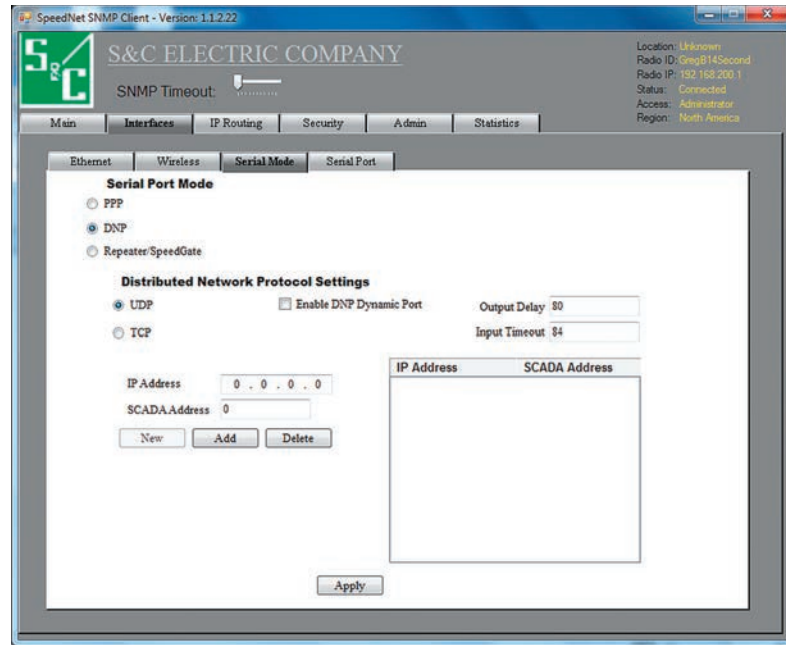 SpeedNet SNMP Client - Version: 1.1.2.22
S&C
S&C ELECTRIC COMPANY
SNMP Timeout:
Location: Unknown
Radio ID: GregB14Second
Radio IP: 192.168.200.1
Status: Connected
Access: Administrator
Region: North America
Main Interfaces IP Routing Security Admin Statistics
Ethernet Wireless Serial Mode Serial Port
Serial Port Mode
PPP
DNP
Repeater/SpeedGate
Distributed Network Protocol Settings
UDP Enable DNP Dynamic Port Output Delay 80
TCP Input Timeout 84
IP Address SCADA Address
IP Address 0 . 0 . 0 . 0
SCADA Address 0
New Add Delete
Apply